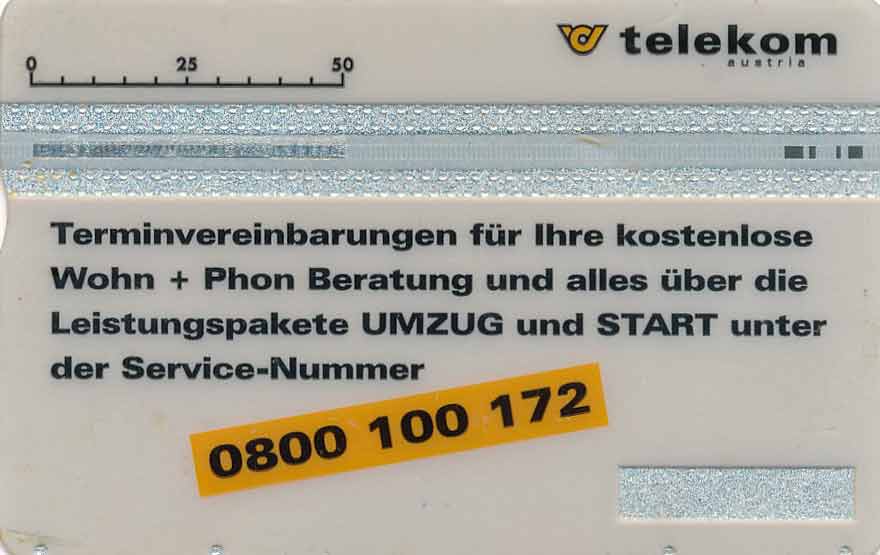 telekom
austria
0 25 50
Terminvereinbarungen für Ihre kostenlose
Wohn + Phon Beratung und alles über die
Leistungspakete UMZUG und START unter
der Service-Nummer
0800 100 172